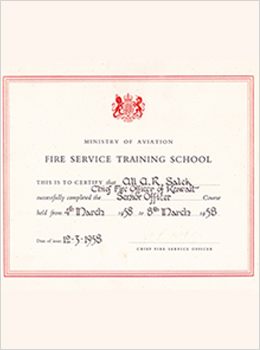 MINISTRY OF AVIATION
FIRE SERVICE TRAINING SCHOOL
THIS IS TO CERTIFY that Ali A.R. Saleh
Chief Fire Officer of Kuwait
successfully completed the Senior Officer Course
held from 4th March 1958 to 8th March 1958.
Date of issue 12-3-1958
CHIEF FIRE SERVICE OFFICER